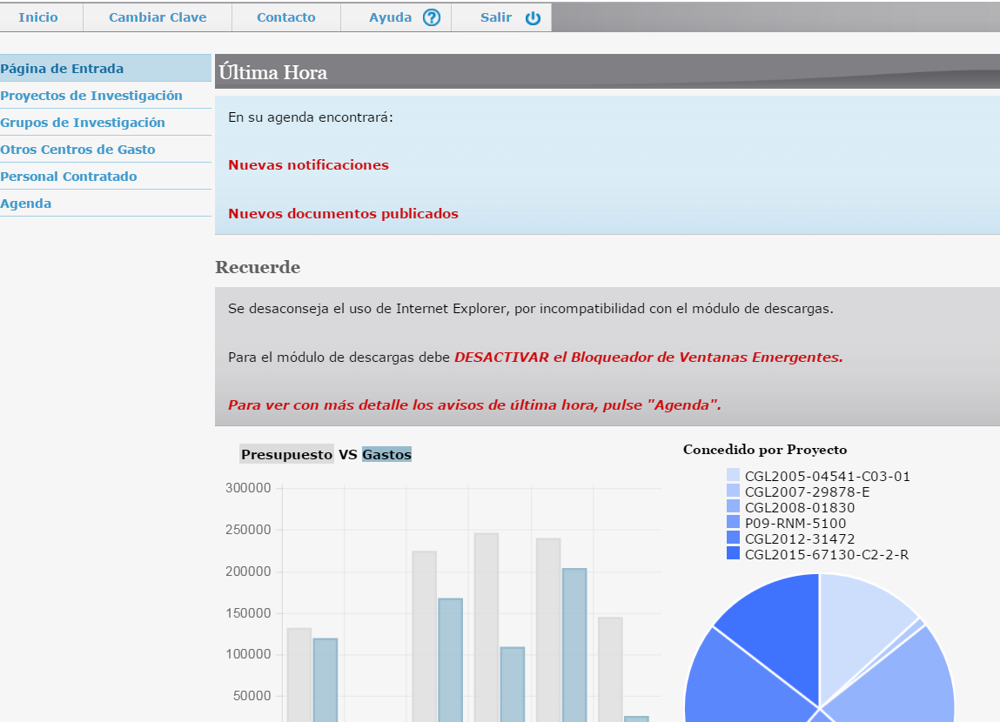 Inicio Cambiar Clave Contacto Ayuda ? Salir
Página de Entrada
Proyectos de Investigación
Grupos de Investigación
Otros Centros de Gasto
Personal Contratado
Agenda
Última Hora
En su agenda encontrará:
Nuevas notificaciones
Nuevos documentos publicados
Recuerde
Se desaconseja el uso de Internet Explorer, por incompatibilidad con el módulo de descargas.
Para el módulo de descargas debe DESACTIVAR el Bloqueador de Ventanas Emergentes.
Para ver con más detalle los avisos de última hora, pulse "Agenda".
Presupuesto VS Gastos
300000
250000
200000
150000
100000
50000
Concedido por Proyecto
CGL2005-04541-C03-01
CGL2007-29878-E
CGL2008-01830
P09-RNM-5100
CGL2012-31472
CGL2015-67130-C2-2-R